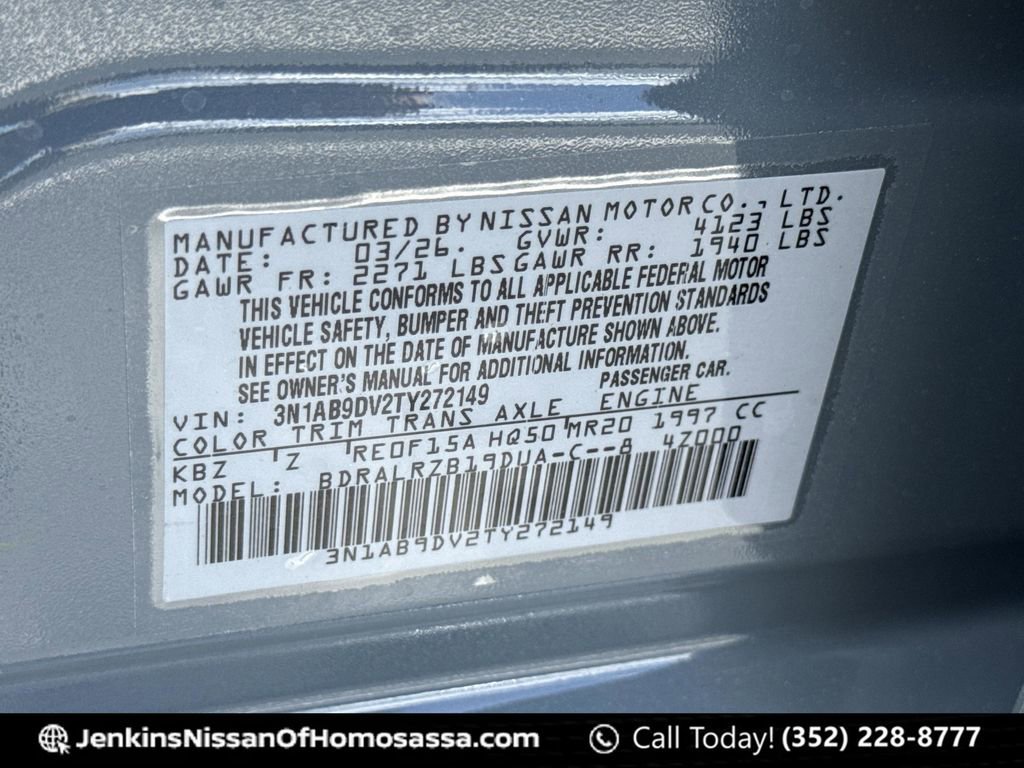 MANUFACTURED BY NISSAN MOTOR CO., LTD.
DATE: 03/26. GVWR: 4123 LBS
GAWR FR: 2271 LBS GAWR RR: 1940 LBS
THIS VEHICLE CONFORMS TO ALL APPLICABLE FEDERAL MOTOR
VEHICLE SAFETY, BUMPER AND THEFT PREVENTION STANDARDS
IN EFFECT ON THE DATE OF MANUFACTURE SHOWN ABOVE.
SEE OWNER'S MANUAL FOR ADDITIONAL INFORMATION.
VIN: 3N1AB9DV2TY272149 PASSENGER CAR.
COLOR TRIM TRANS AXLE ENGINE
KBZ Z RE0F15A HQ50 MR20 1997 CC
MODEL: BDRALRZB19DUA-C--B 4Z000
3N1AB9DV2TY272149
JenkinsNissanOfHomosassa.com Call Today! (352) 228-8777